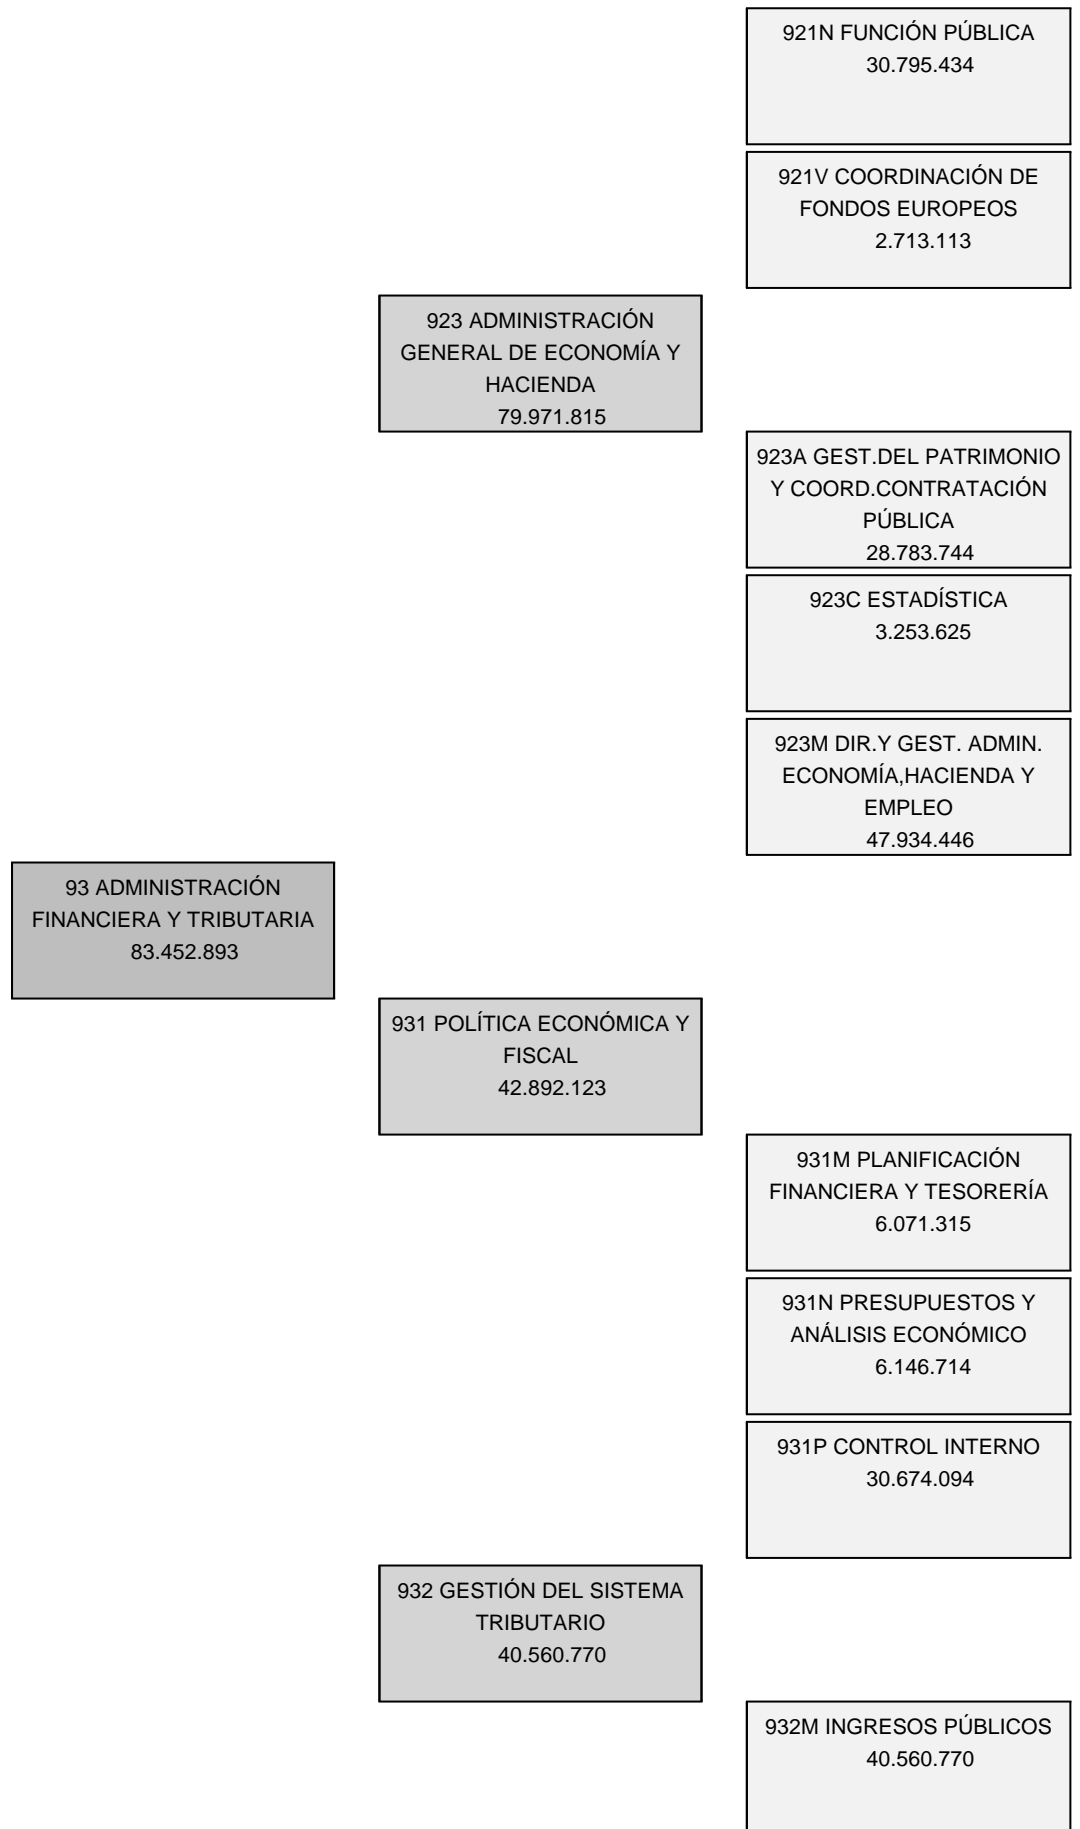 921N FUNCIÓN PÚBLICA
30.795.434
921V COORDINACIÓN DE
FONDOS EUROPEOS
2.713.113
923 ADMINISTRACIÓN
GENERAL DE ECONOMÍA Y
HACIENDA
79.971.815
923A GEST.DEL PATRIMONIO
Y COORD.CONTRATACIÓN
PÚBLICA
28.783.744
923C ESTADÍSTICA
3.253.625
923M DIR.Y GEST. ADMIN.
ECONOMÍA,HACIENDA Y
EMPLEO
47.934.446
93 ADMINISTRACIÓN
FINANCIERA Y TRIBUTARIA
83.452.893
931 POLÍTICA ECONÓMICA Y
FISCAL
42.892.123
931M PLANIFICACIÓN
FINANCIERA Y TESORERÍA
6.071.315
931N PRESUPUESTOS Y
ANÁLISIS ECONÓMICO
6.146.714
931P CONTROL INTERNO
30.674.094
932 GESTIÓN DEL SISTEMA
TRIBUTARIO
40.560.770
932M INGRESOS PÚBLICOS
40.560.770